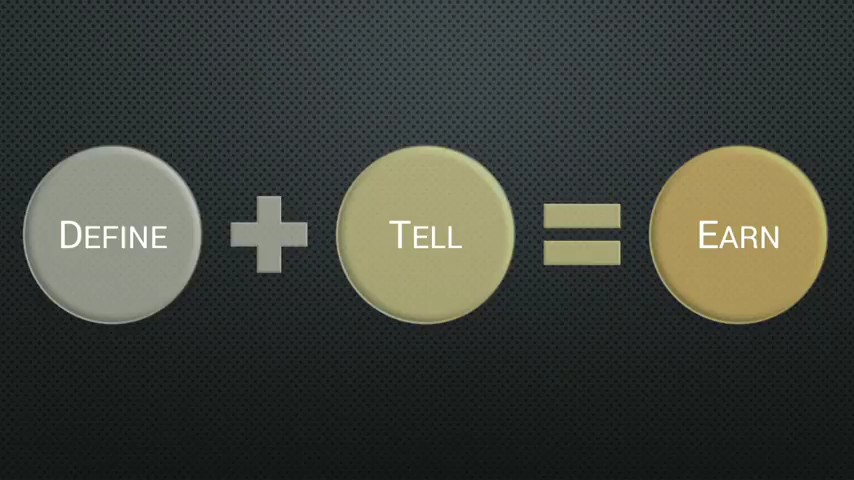 Define + Tell = Earn